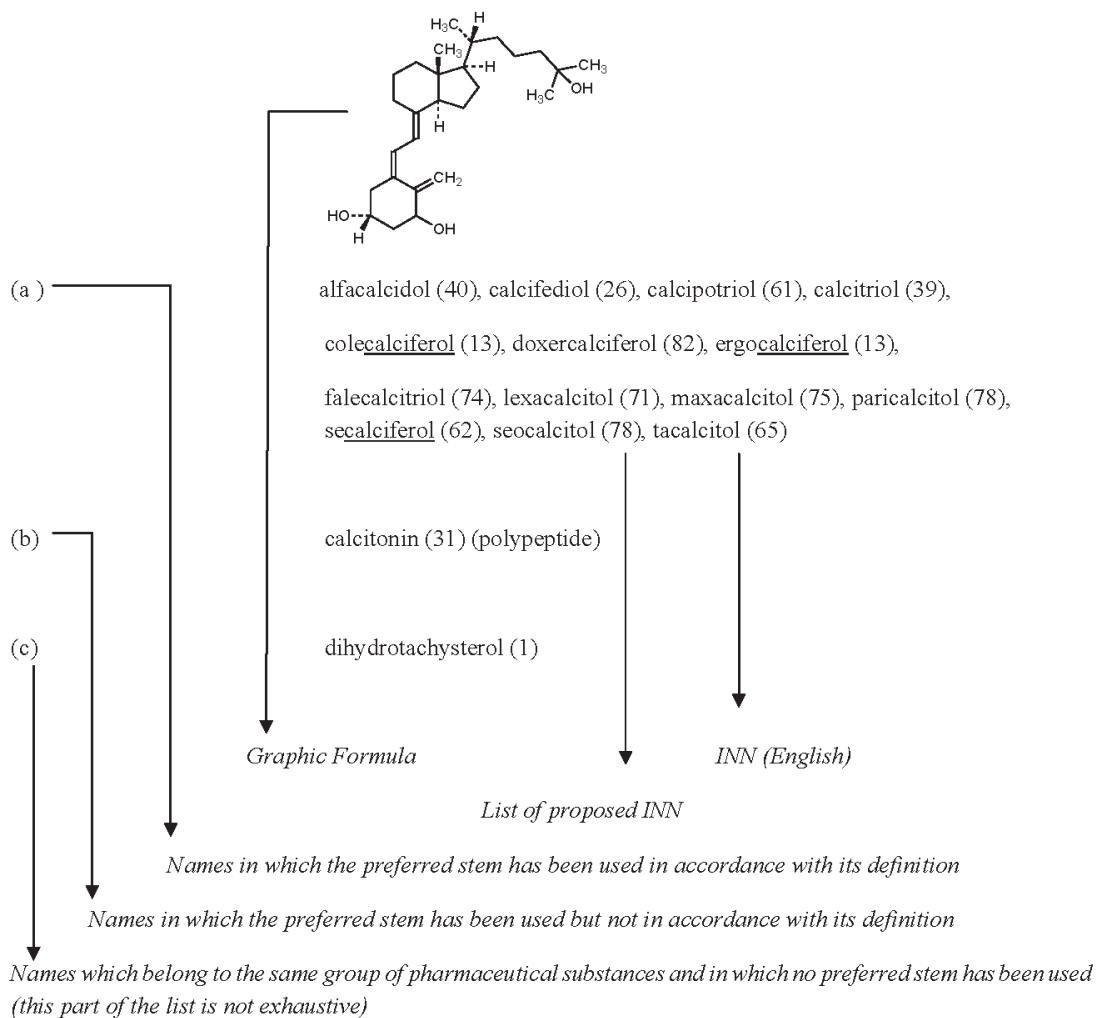 H₃C H
CH₃
H
CH₃
H₃C OH
H
CH₂
HO
H
OH
(a ) alfacalcidol (40), calcifediol (26), calcipotriol (61), calcitriol (39),
colecalciferol (13), doxercalciferol (82), ergocalciferol (13),
falecalcitriol (74), lexacalcitol (71), maxacalcitol (75), paricalcitol (78),
secalciferol (62), seocalcitol (78), tacalcitol (65)
(b) calcitonin (31) (polypeptide)
(c) dihydrotachysterol (1)
Graphic Formula INN (English)
List of proposed INN
Names in which the preferred stem has been used in accordance with its definition
Names in which the preferred stem has been used but not in accordance with its definition
Names which belong to the same group of pharmaceutical substances and in which no preferred stem has been used
(this part of the list is not exhaustive)